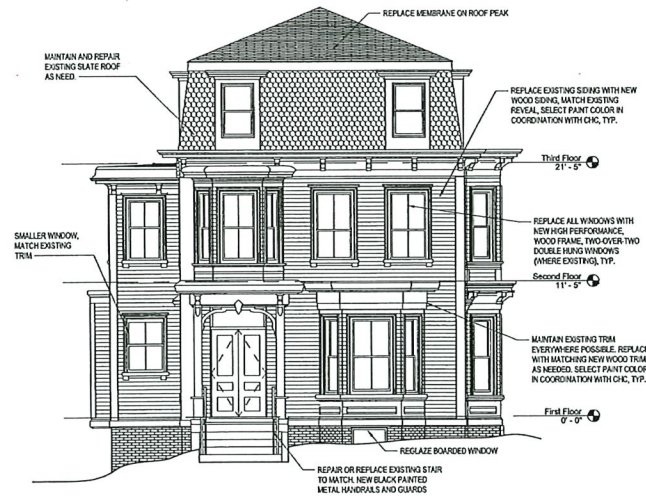 REPLACE MEMBRANE ON ROOF PEAK
MAINTAIN AND REPAIR
EXISTING SLATE ROOF
AS NEED.
REPLACE EXISTING SIDING WITH NEW
WOOD SIDING, MATCH EXISTING
REVEAL, SELECT PAINT COLOR IN
COORDINATION WITH CHC, TYP.
Third Floor
21' - 5"
SMALLER WINDOW,
MATCH EXISTING
TRIM
REPLACE ALL WINDOWS WITH
NEW HIGH PERFORMANCE,
WOOD FRAME, TWO-OVER-TWO
DOUBLE HUNG WINDOWS
(WHERE EXISTING), TYP.
Second Floor
11' - 5"
MAINTAIN EXISTING TRIM
EVERYWHERE POSSIBLE. REPLACE
WITH MATCHING NEW WOOD TRIM
AS NEEDED. SELECT PAINT COLOR
IN COORDINATION WITH CHC, TYP.
First Floor
0' - 0"
REGLAZE BOARDED WINDOW
REPAIR OR REPLACE EXISTING STAIR
TO MATCH. NEW BLACK PAINTED
METAL HANDRAILS AND GUARDS